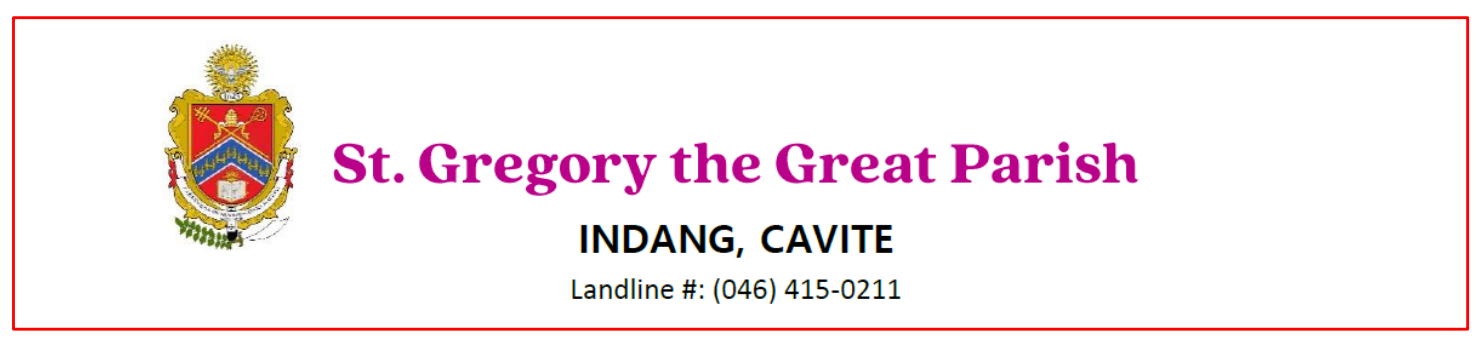 St. Gregory the Great Parish
INDANG, CAVITE
Landline #: (046) 415-0211